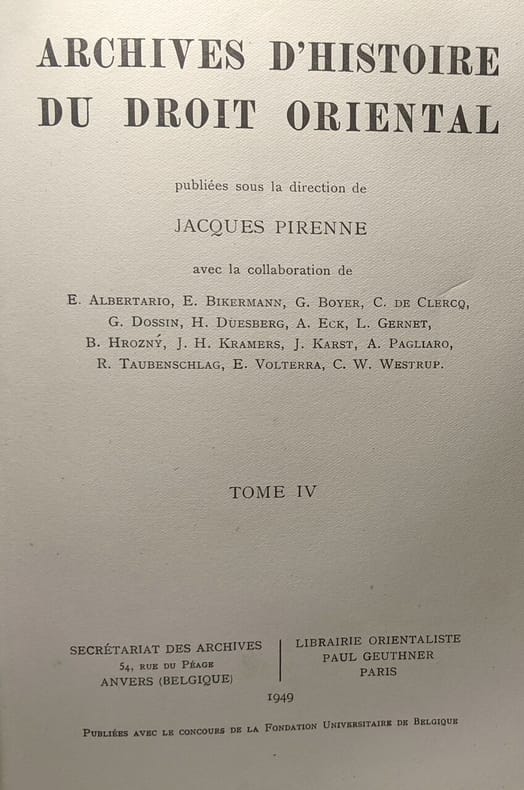 ARCHIVES D'HISTOIRE
DU DROIT ORIENTAL
publiées sous la direction de
JACQUES PIRENNE
avec la collaboration de
E. Albertario, E. Bikermann, G. Boyer, C. de Clercq,
G. Dossin, H. Duesberg, A. Eck, L. Gernet,
B. Hrozný, J. H. Kramers, J. Karst, A. Pagliaro,
R. Taubenschlag, E. Volterra, C. W. Westrup.
TOME IV
SECRÉTARIAT DES ARCHIVES
54, rue du Péage
ANVERS (BELGIQUE)
LIBRAIRIE ORIENTALISTE
PAUL GEUTHNER
PARIS
1949
Publiées avec le concours de la Fondation Universitaire de Belgique